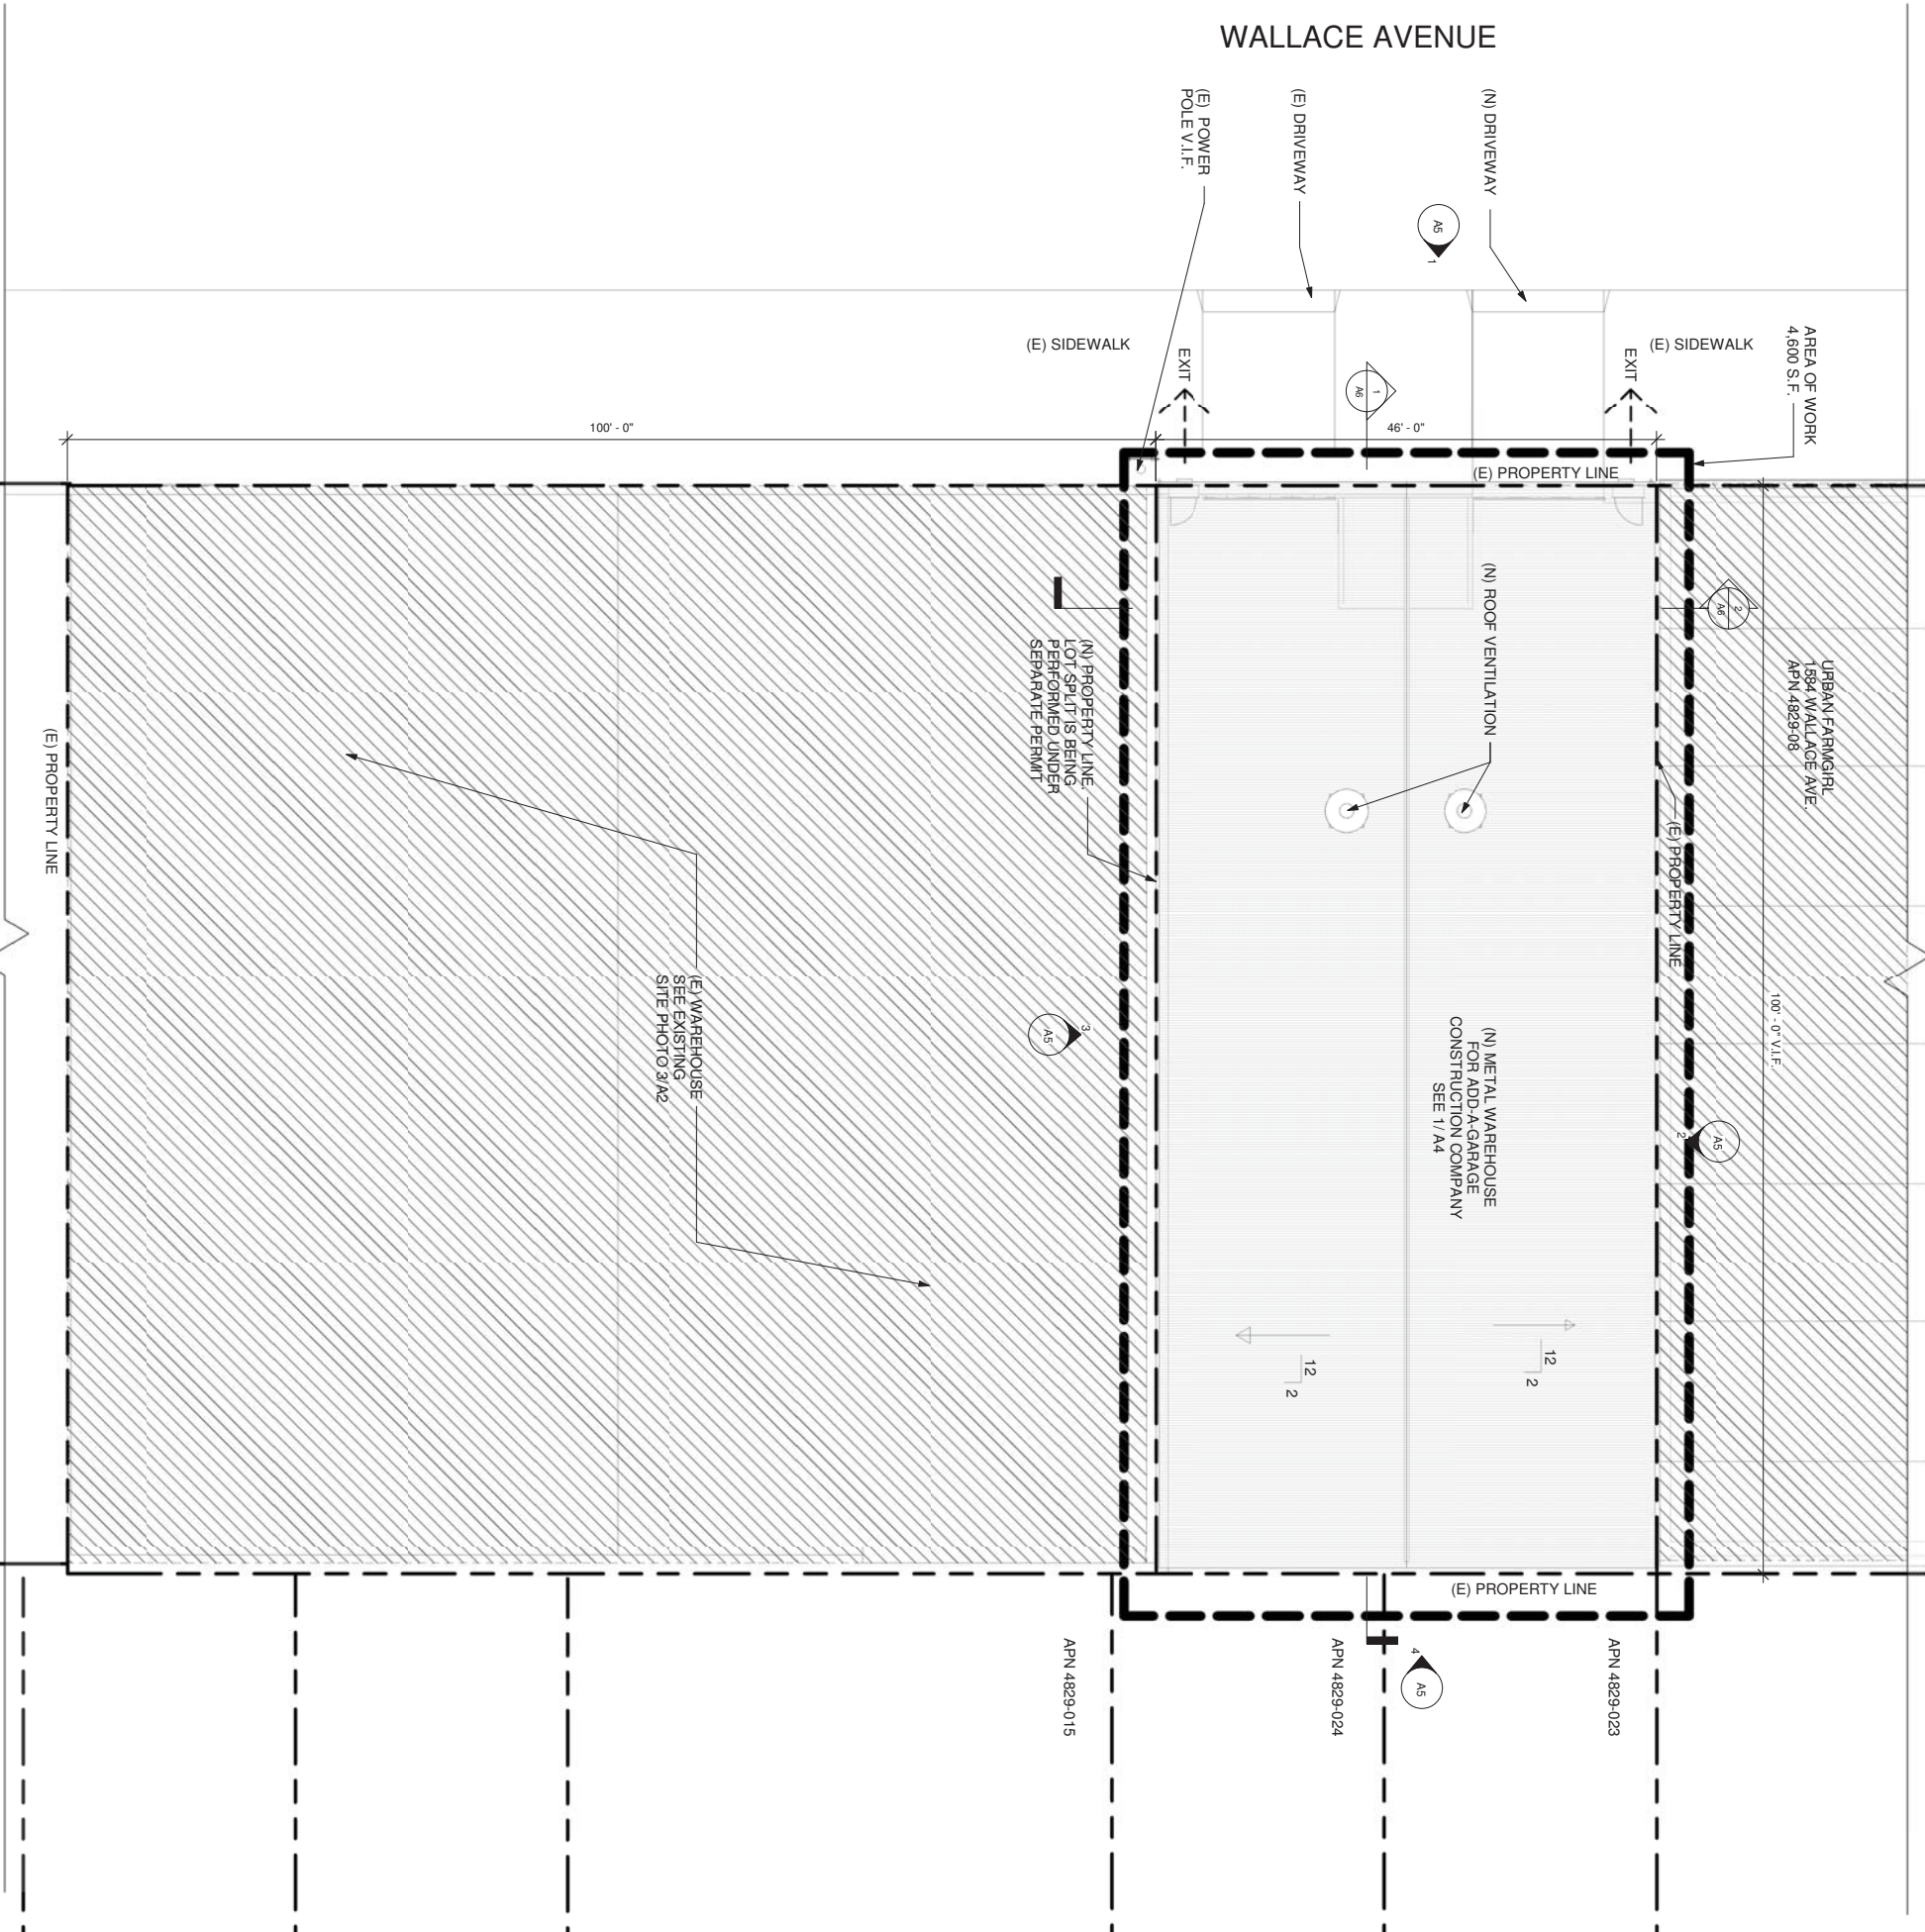 WALLACE AVENUE
(E) POWER
POLE V.I.F.
(E) DRIVEWAY
(N) DRIVEWAY
A5
1
(E) SIDEWALK
EXIT
1
A6
EXIT
(E) SIDEWALK
AREA OF WORK
4,600 S.F.
100' - 0"
46' - 0"
(E) PROPERTY LINE
(N) ROOF VENTILATION
2
A6
(N) PROPERTY LINE.
LOT SPLIT IS BEING
PERFORMED UNDER
SEPARATE PERMIT
URBAN FARMGIRL
1584 WALLACE AVE.
APN 4829-08
(E) PROPERTY LINE
(E) PROPERTY LINE
(E) WAREHOUSE
SEE EXISTING
SITE PHOTO 3/A2
A5
3
(N) METAL WAREHOUSE
FOR ADD-A-GARAGE
CONSTRUCTION COMPANY
SEE 1/ A4
100' - 0" V.I.F.
A5
2
12
2
12
2
(E) PROPERTY LINE
APN 4829-015
APN 4829-024
4
A5
APN 4829-023